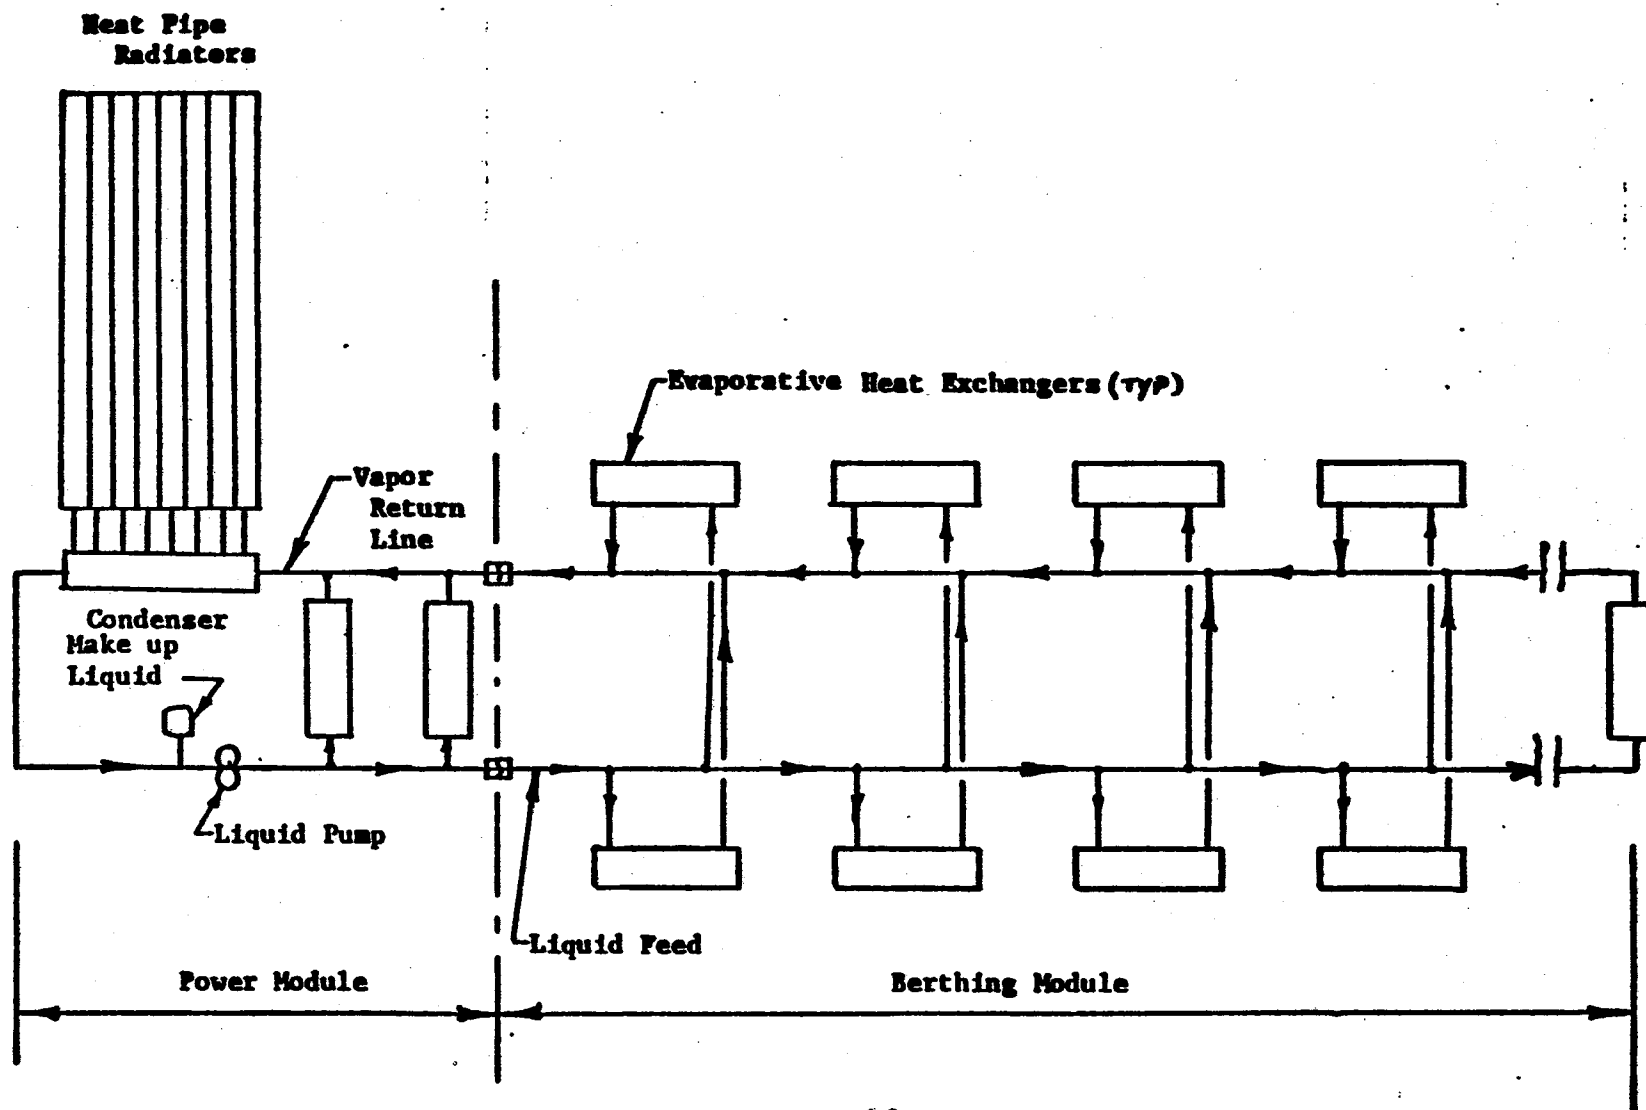 Heat Pipe
Radiators
Evaporative Heat Exchangers (TYP)
Vapor
Return
Line
Condenser
Make up
Liquid
Liquid Pump
Liquid Feed
Power Module
Berthing Module